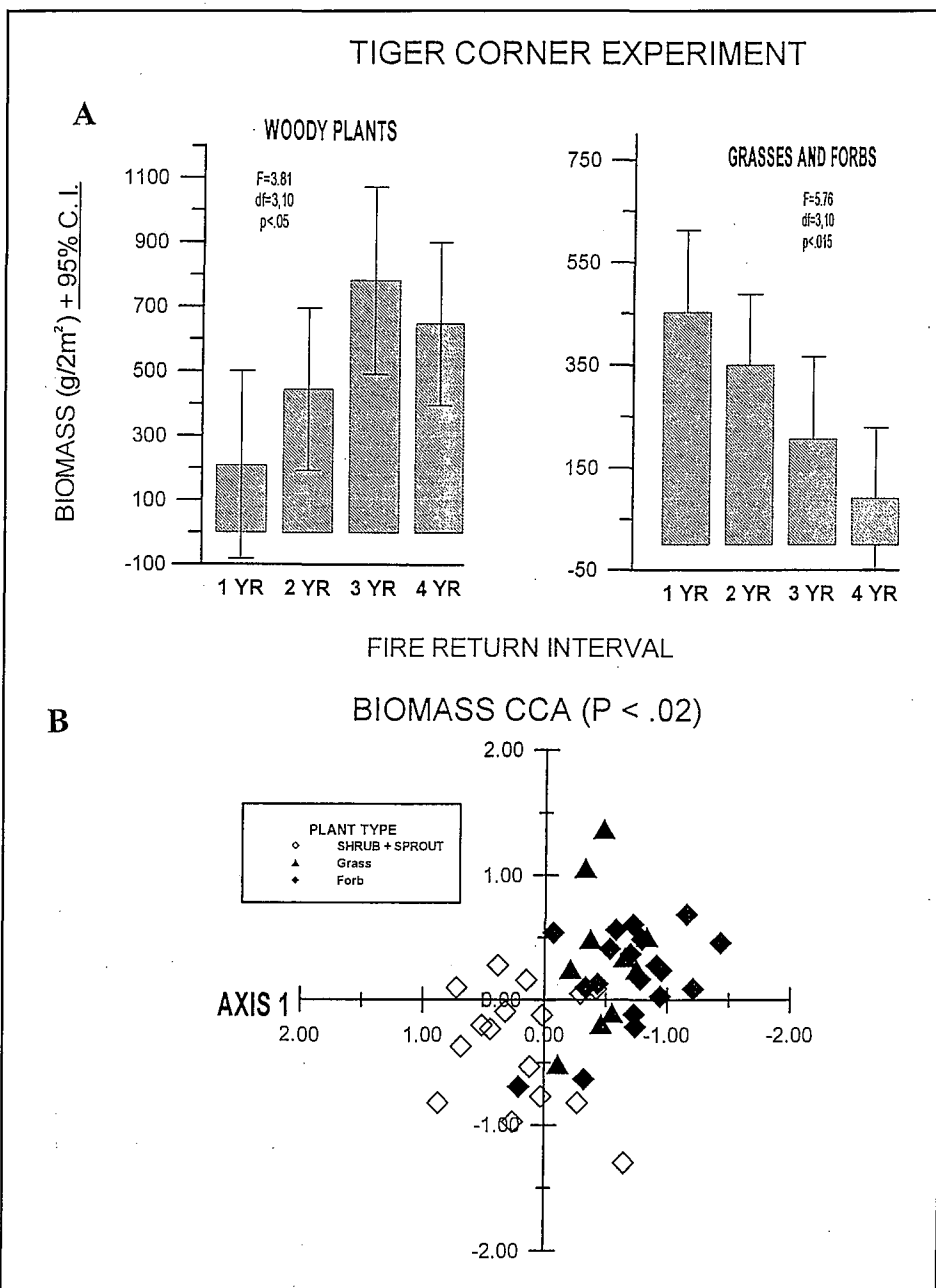 TIGER CORNER EXPERIMENT
A
WOODY PLANTS
F=3.81
df=3,10
p<.05
BIOMASS (g/2m²) + 95% C.I.
1100
900
700
500
300
100
-100
1 YR 2 YR 3 YR 4 YR
GRASSES AND FORBS
F=5.76
df=3,10
p<.015
750
550
350
150
-50
1 YR 2 YR 3 YR 4 YR
FIRE RETURN INTERVAL
B
BIOMASS CCA (P < .02)
2.00
PLANT TYPE
SHRUB + SPROUT
Grass
Forb
1.00
AXIS 1
0.00
2.00 1.00 0.00 -1.00 -2.00
-1.00
-2.00